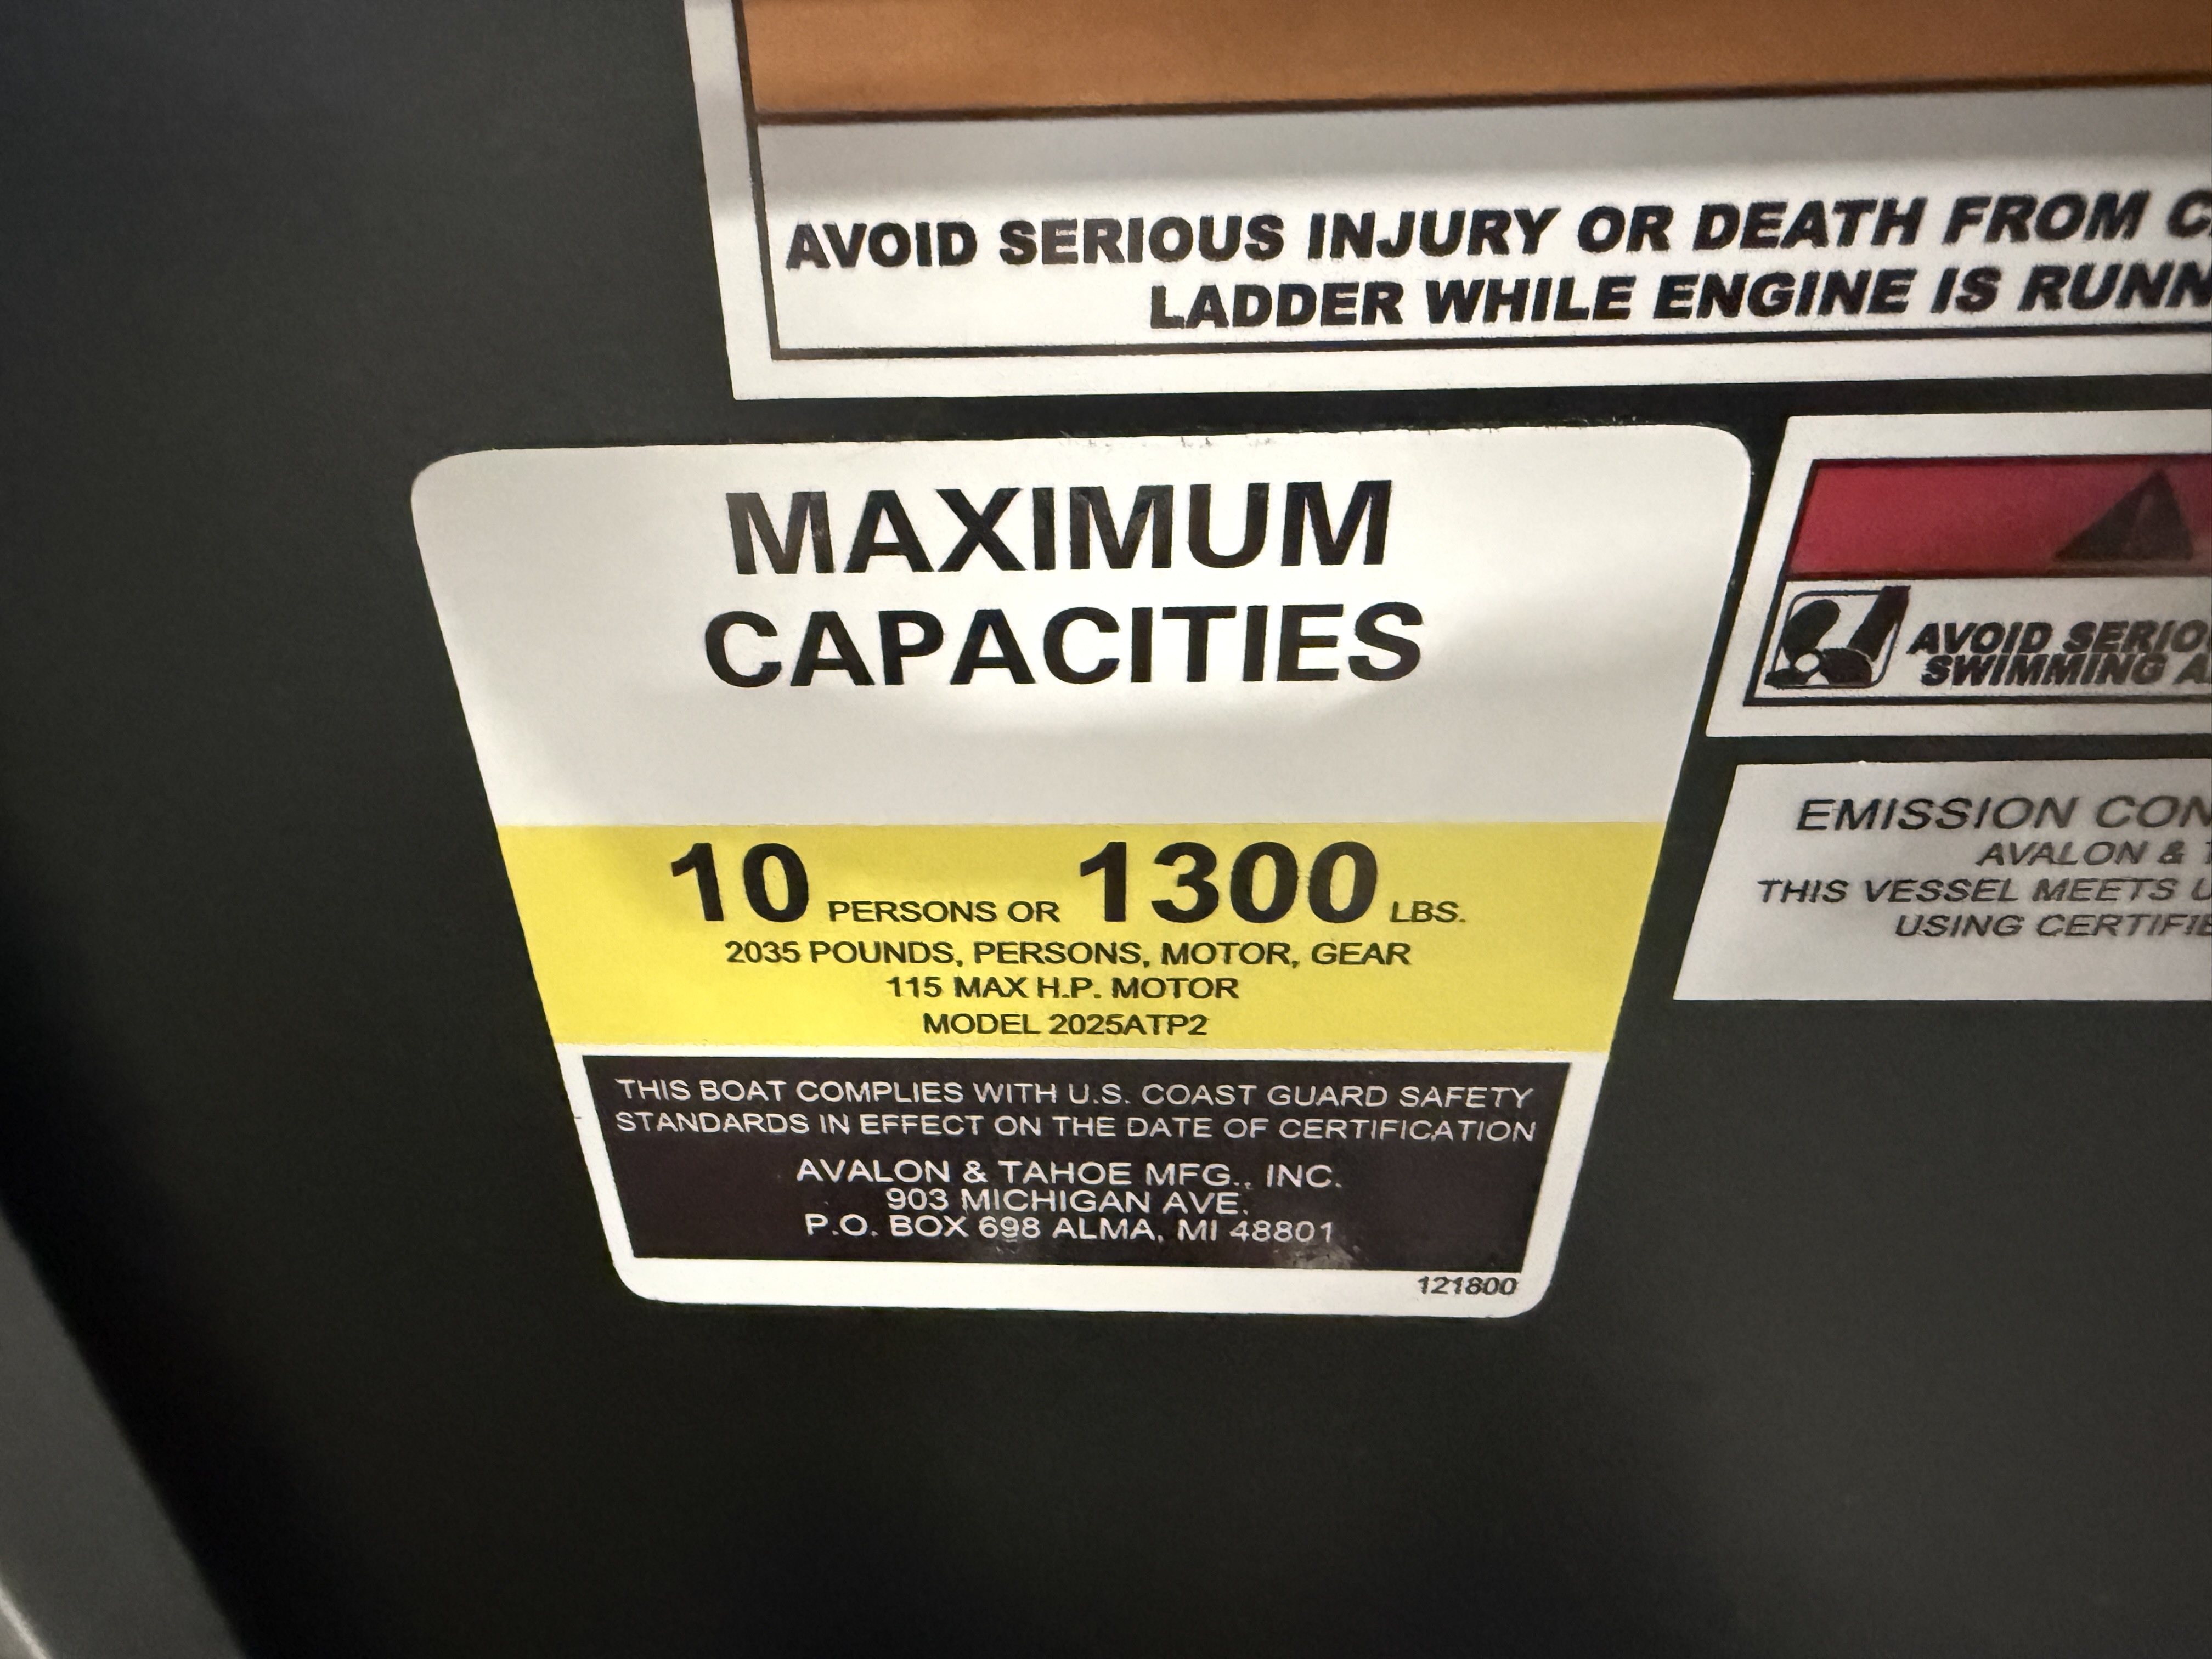 AVOID SERIOUS INJURY OR DEATH FROM
LADDER WHILE ENGINE IS
MAXIMUM
CAPACITIES
10 PERSONS OR 1300 LBS.
2035 POUNDS, PERSONS, MOTOR, GEAR
115 MAX H.P. MOTOR
MODEL 2025ATP2
THIS BOAT COMPLIES WITH U.S. COAST GUARD SAFETY
STANDARDS IN EFFECT ON THE DATE OF CERTIFICATION
AVALON & TAHOE MFG., INC.
903 MICHIGAN AVE.
P.O. BOX 698 ALMA, MI 48801
121800
AVOID
SWIMMING
EMISSION
AVALON &
THIS VESSEL MEETS
USING